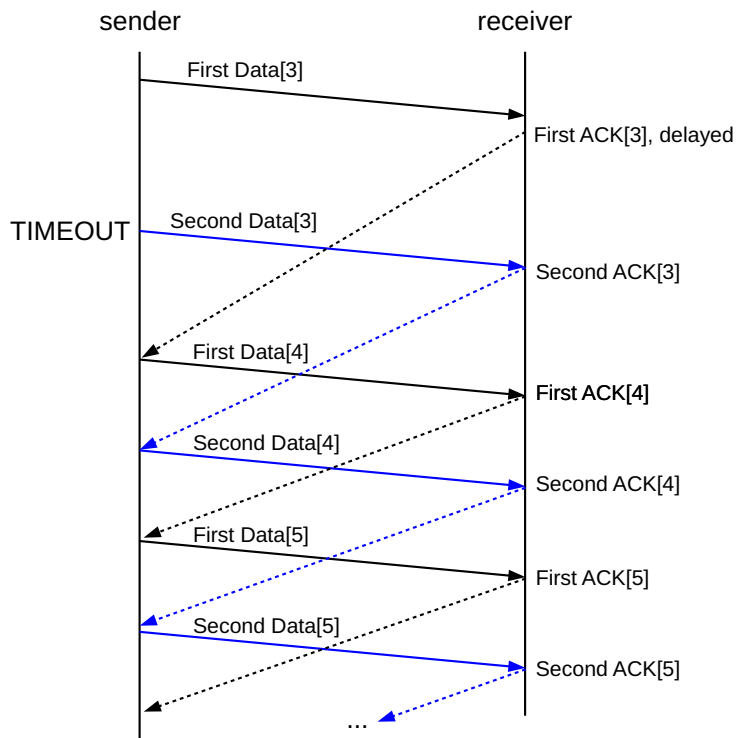 sender
receiver
First Data[3]
First ACK[3], delayed
Second Data[3]
TIMEOUT
Second ACK[3]
First Data[4]
First ACK[4]
Second Data[4]
Second ACK[4]
First Data[5]
First ACK[5]
Second Data[5]
Second ACK[5]
...